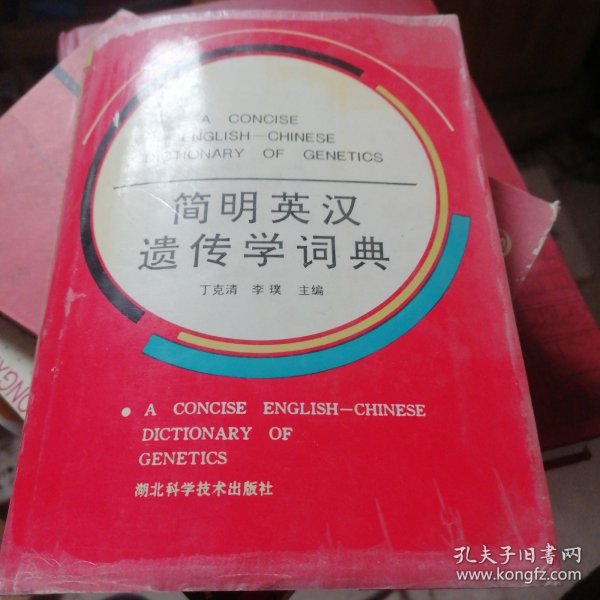 A CONCISE
ENGLISH—CHINESE
DICTIONARY OF GENETICS
简明英汉
遗传学词典
丁克清 李璞 主编
• A CONCISE ENGLISH—CHINESE
DICTIONARY OF
GENETICS
湖北科学技术出版社
孔夫子旧书网
www.kongfz.com